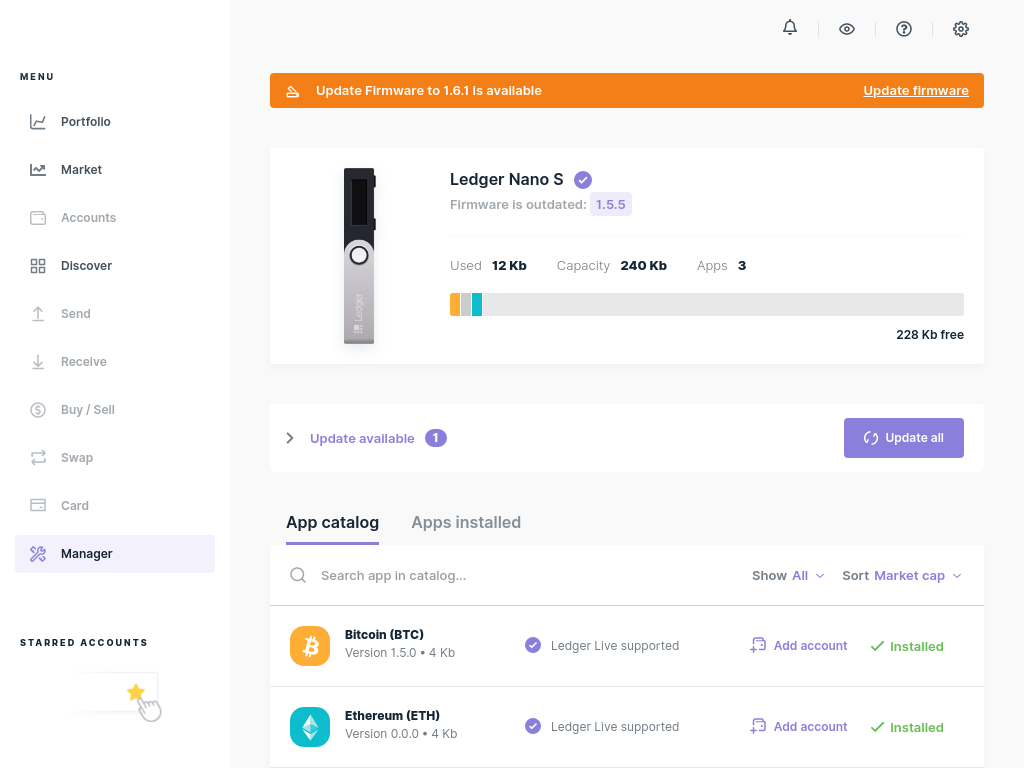 MENU
Portfolio
Market
Accounts
Discover
Send
Receive
Buy / Sell
Swap
Card
Manager
STARRED ACCOUNTS
Update Firmware to 1.6.1 is available
Update firmware
Ledger
Ledger Nano S
Firmware is outdated: 1.5.5
Used 12 Kb Capacity 240 Kb Apps 3
228 Kb free
Update available 1
Update all
App catalog Apps installed
Search app in catalog... Show All Sort Market cap
Bitcoin (BTC)
Version 1.5.0 • 4 Kb
Ledger Live supported
Add account
Installed
Ethereum (ETH)
Version 0.0.0 • 4 Kb
Ledger Live supported
Add account
Installed